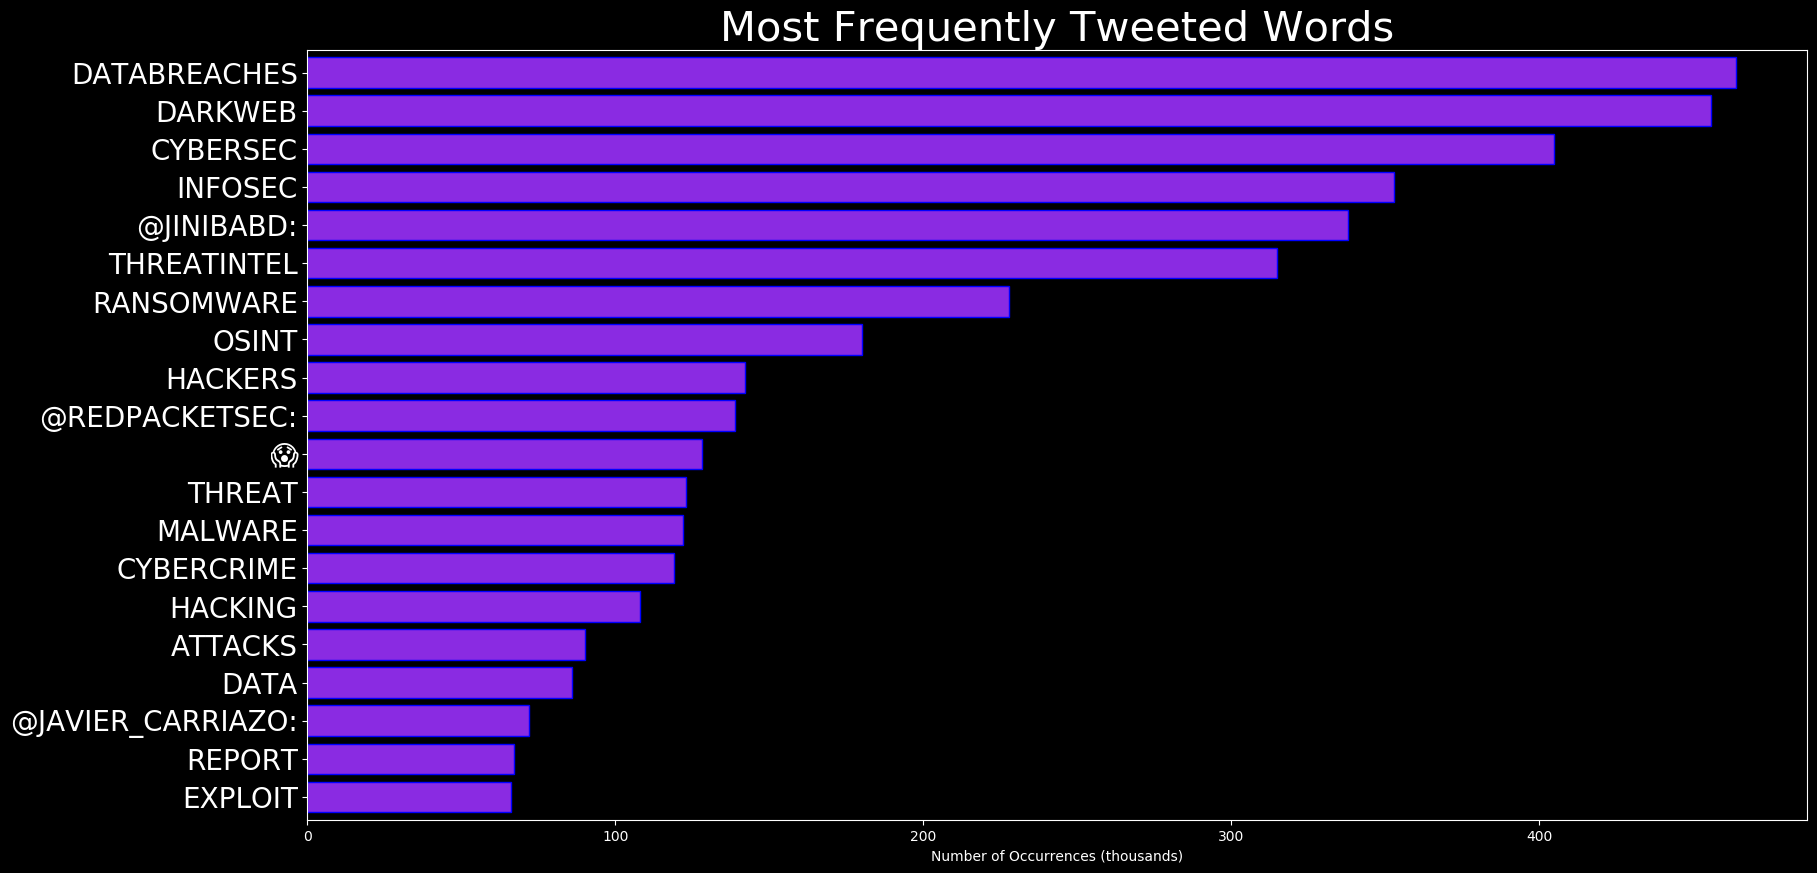 Most Frequently Tweeted Words
DATABREACHES
DARKWEB
CYBERSEC
INFOSEC
@JINIBABD:
THREATINTEL
RANSOMWARE
OSINT
HACKERS
@REDPACKETSEC:
😱
THREAT
MALWARE
CYBERCRIME
HACKING
ATTACKS
DATA
@JAVIER_CARRIAZO:
REPORT
EXPLOIT
0 100 200 300 400
Number of Occurrences (thousands)